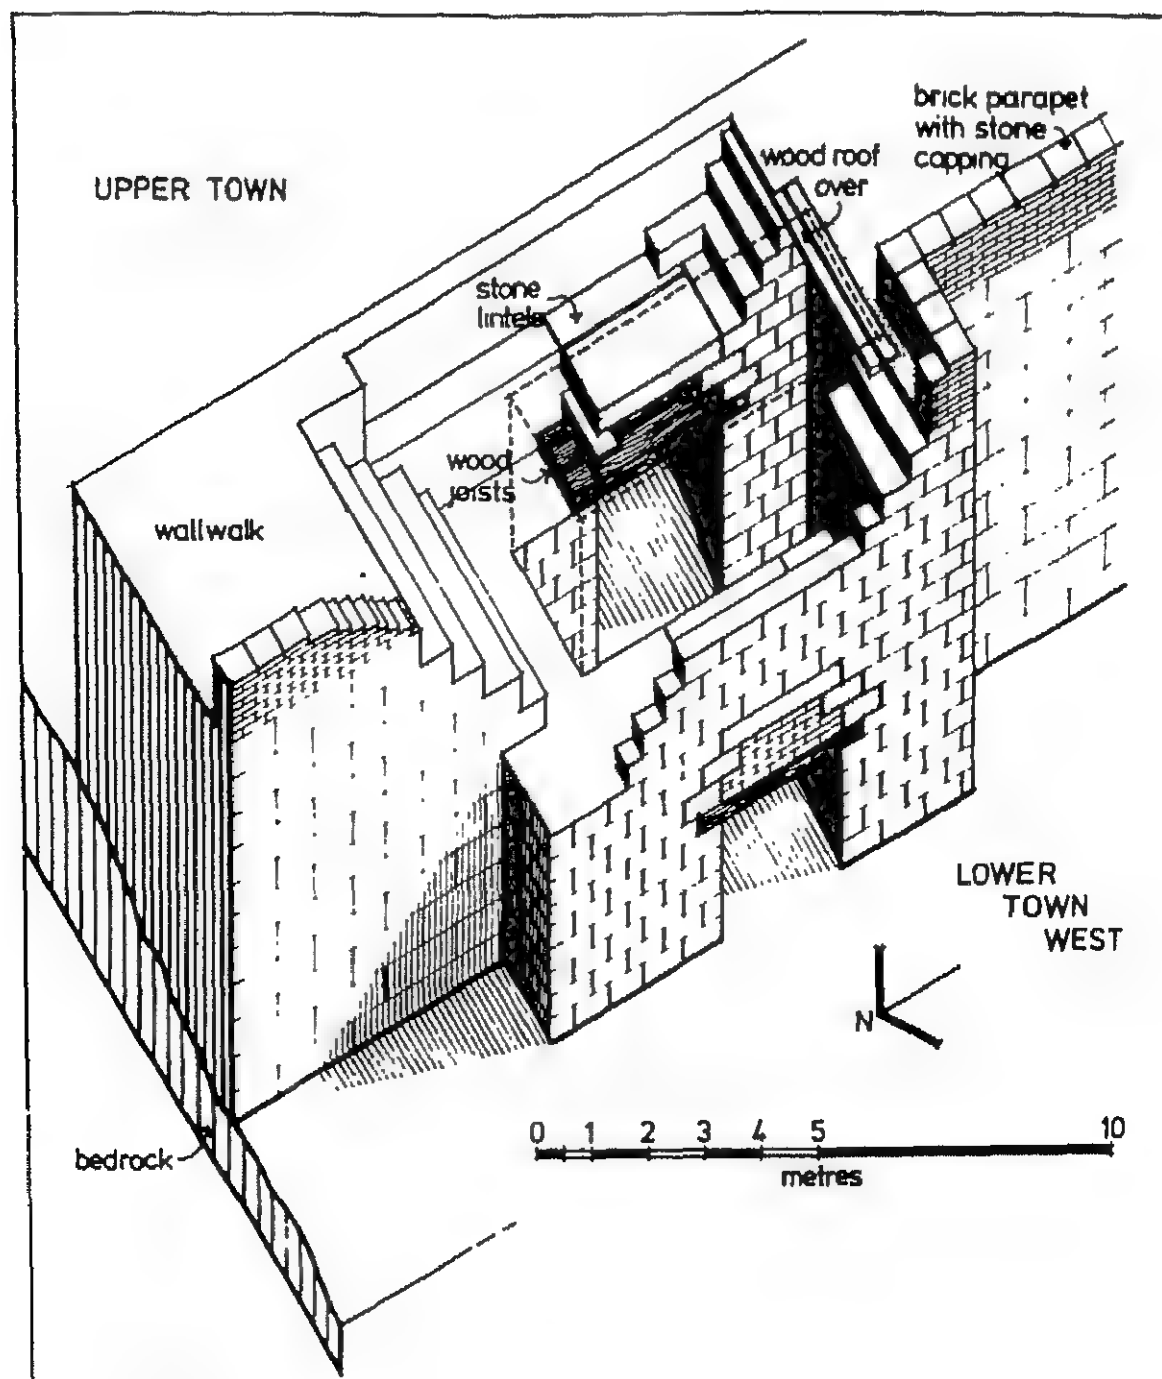 UPPER TOWN
brick parapet
with stone
capping
wood roof
over
stone
lintels
wood
joists
wallwalk
LOWER
TOWN
WEST
N
bedrock
0 1 2 3 4 5 10
metres